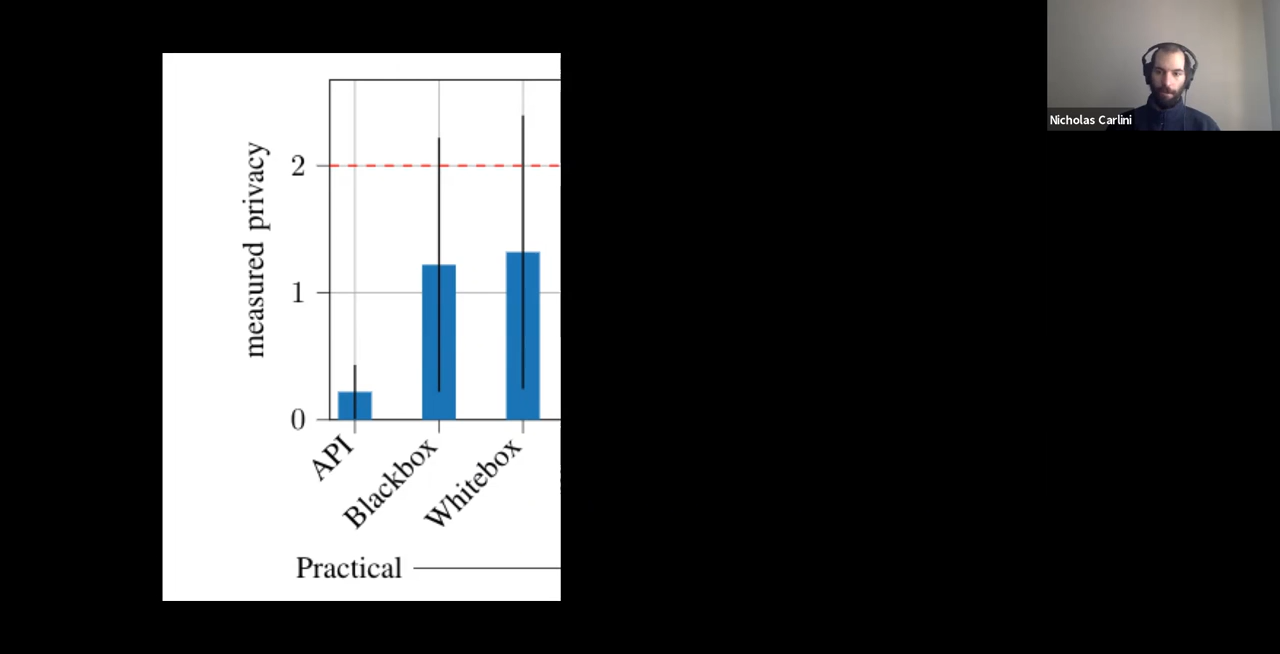 measured privacy
2
1
0
API
Blackbox
Whitebox
Practical
Nicholas Carlini